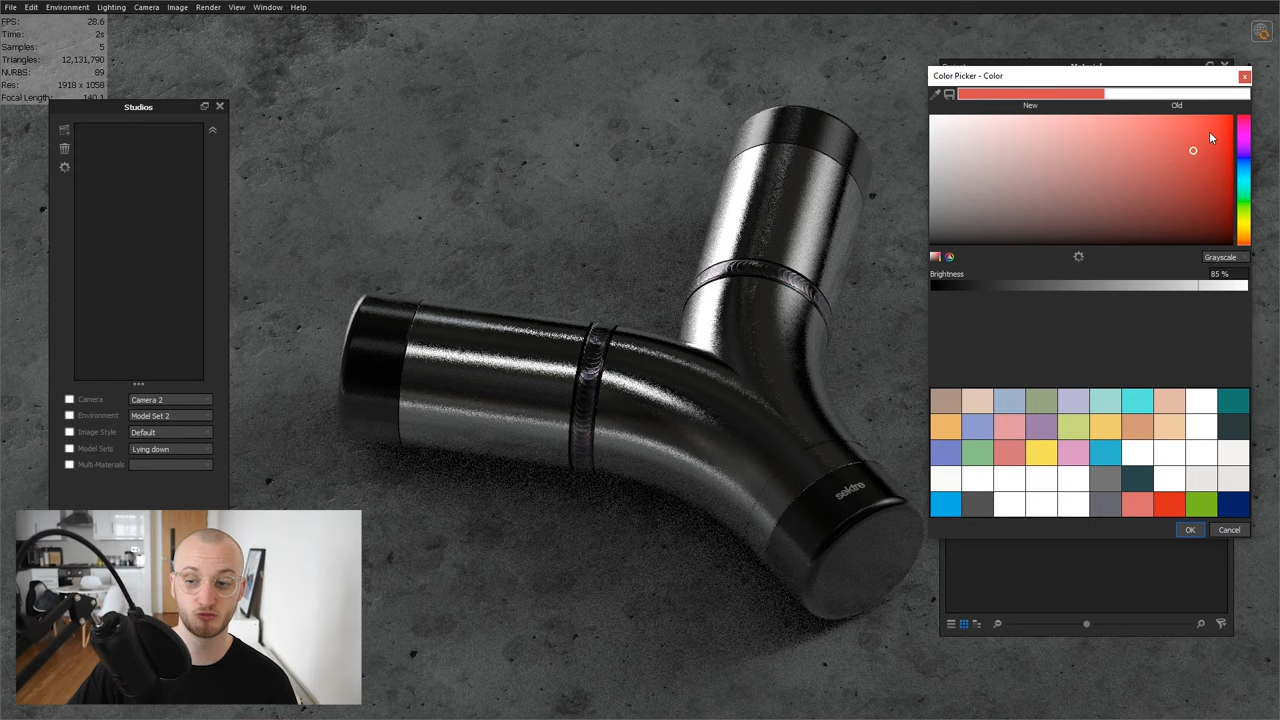 File Edit Environment Lighting Camera Image Render View Window Help
FPS: 28.6
Time: 2s
Samples: 5
Triangles: 12,131,790
NURBS: 89
Res: 1918 x 1058
Focal Length: 140.1
Studios
Camera Camera 2
Environment Model Set 2
Image Style Default
Model Sets Lying down
Multi-Materials
sektre
Color Picker - Color
x
New Old
Grayscale
Brightness 85 %
OK Cancel